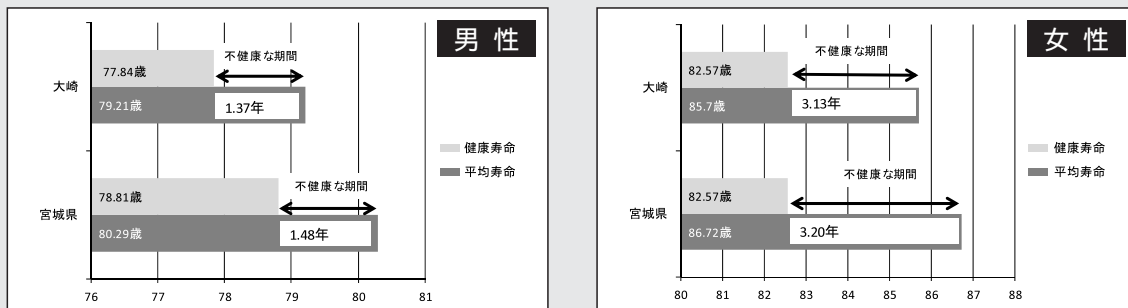 男 性
不健康な期間
77.84歳
大崎
79.21歳
1.37年
健康寿命
平均寿命
不健康な期間
78.81歳
宮城県
80.29歳
1.48年
76 77 78 79 80 81
女 性
不健康な期間
82.57歳
大崎
85.7歳
3.13年
健康寿命
平均寿命
不健康な期間
82.57歳
宮城県
86.72歳
3.20年
80 81 82 83 84 85 86 87 88